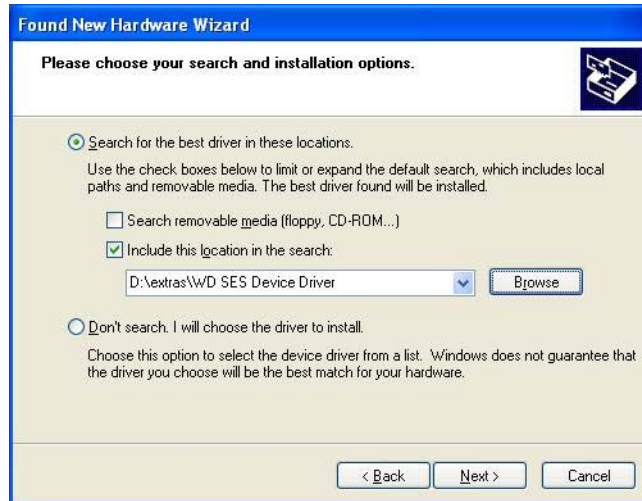 Found New Hardware Wizard
Please choose your search and installation options.
Search for the best driver in these locations.
Use the check boxes below to limit or expand the default search, which includes local
paths and removable media. The best driver found will be installed.
Search removable media (floppy, CD-ROM...)
Include this location in the search:
D:\extras\WD SES Device Driver
Browse
Don't search. I will choose the driver to install.
Choose this option to select the device driver from a list. Windows does not guarantee that
the driver you choose will be the best match for your hardware.
< Back
Next >
Cancel